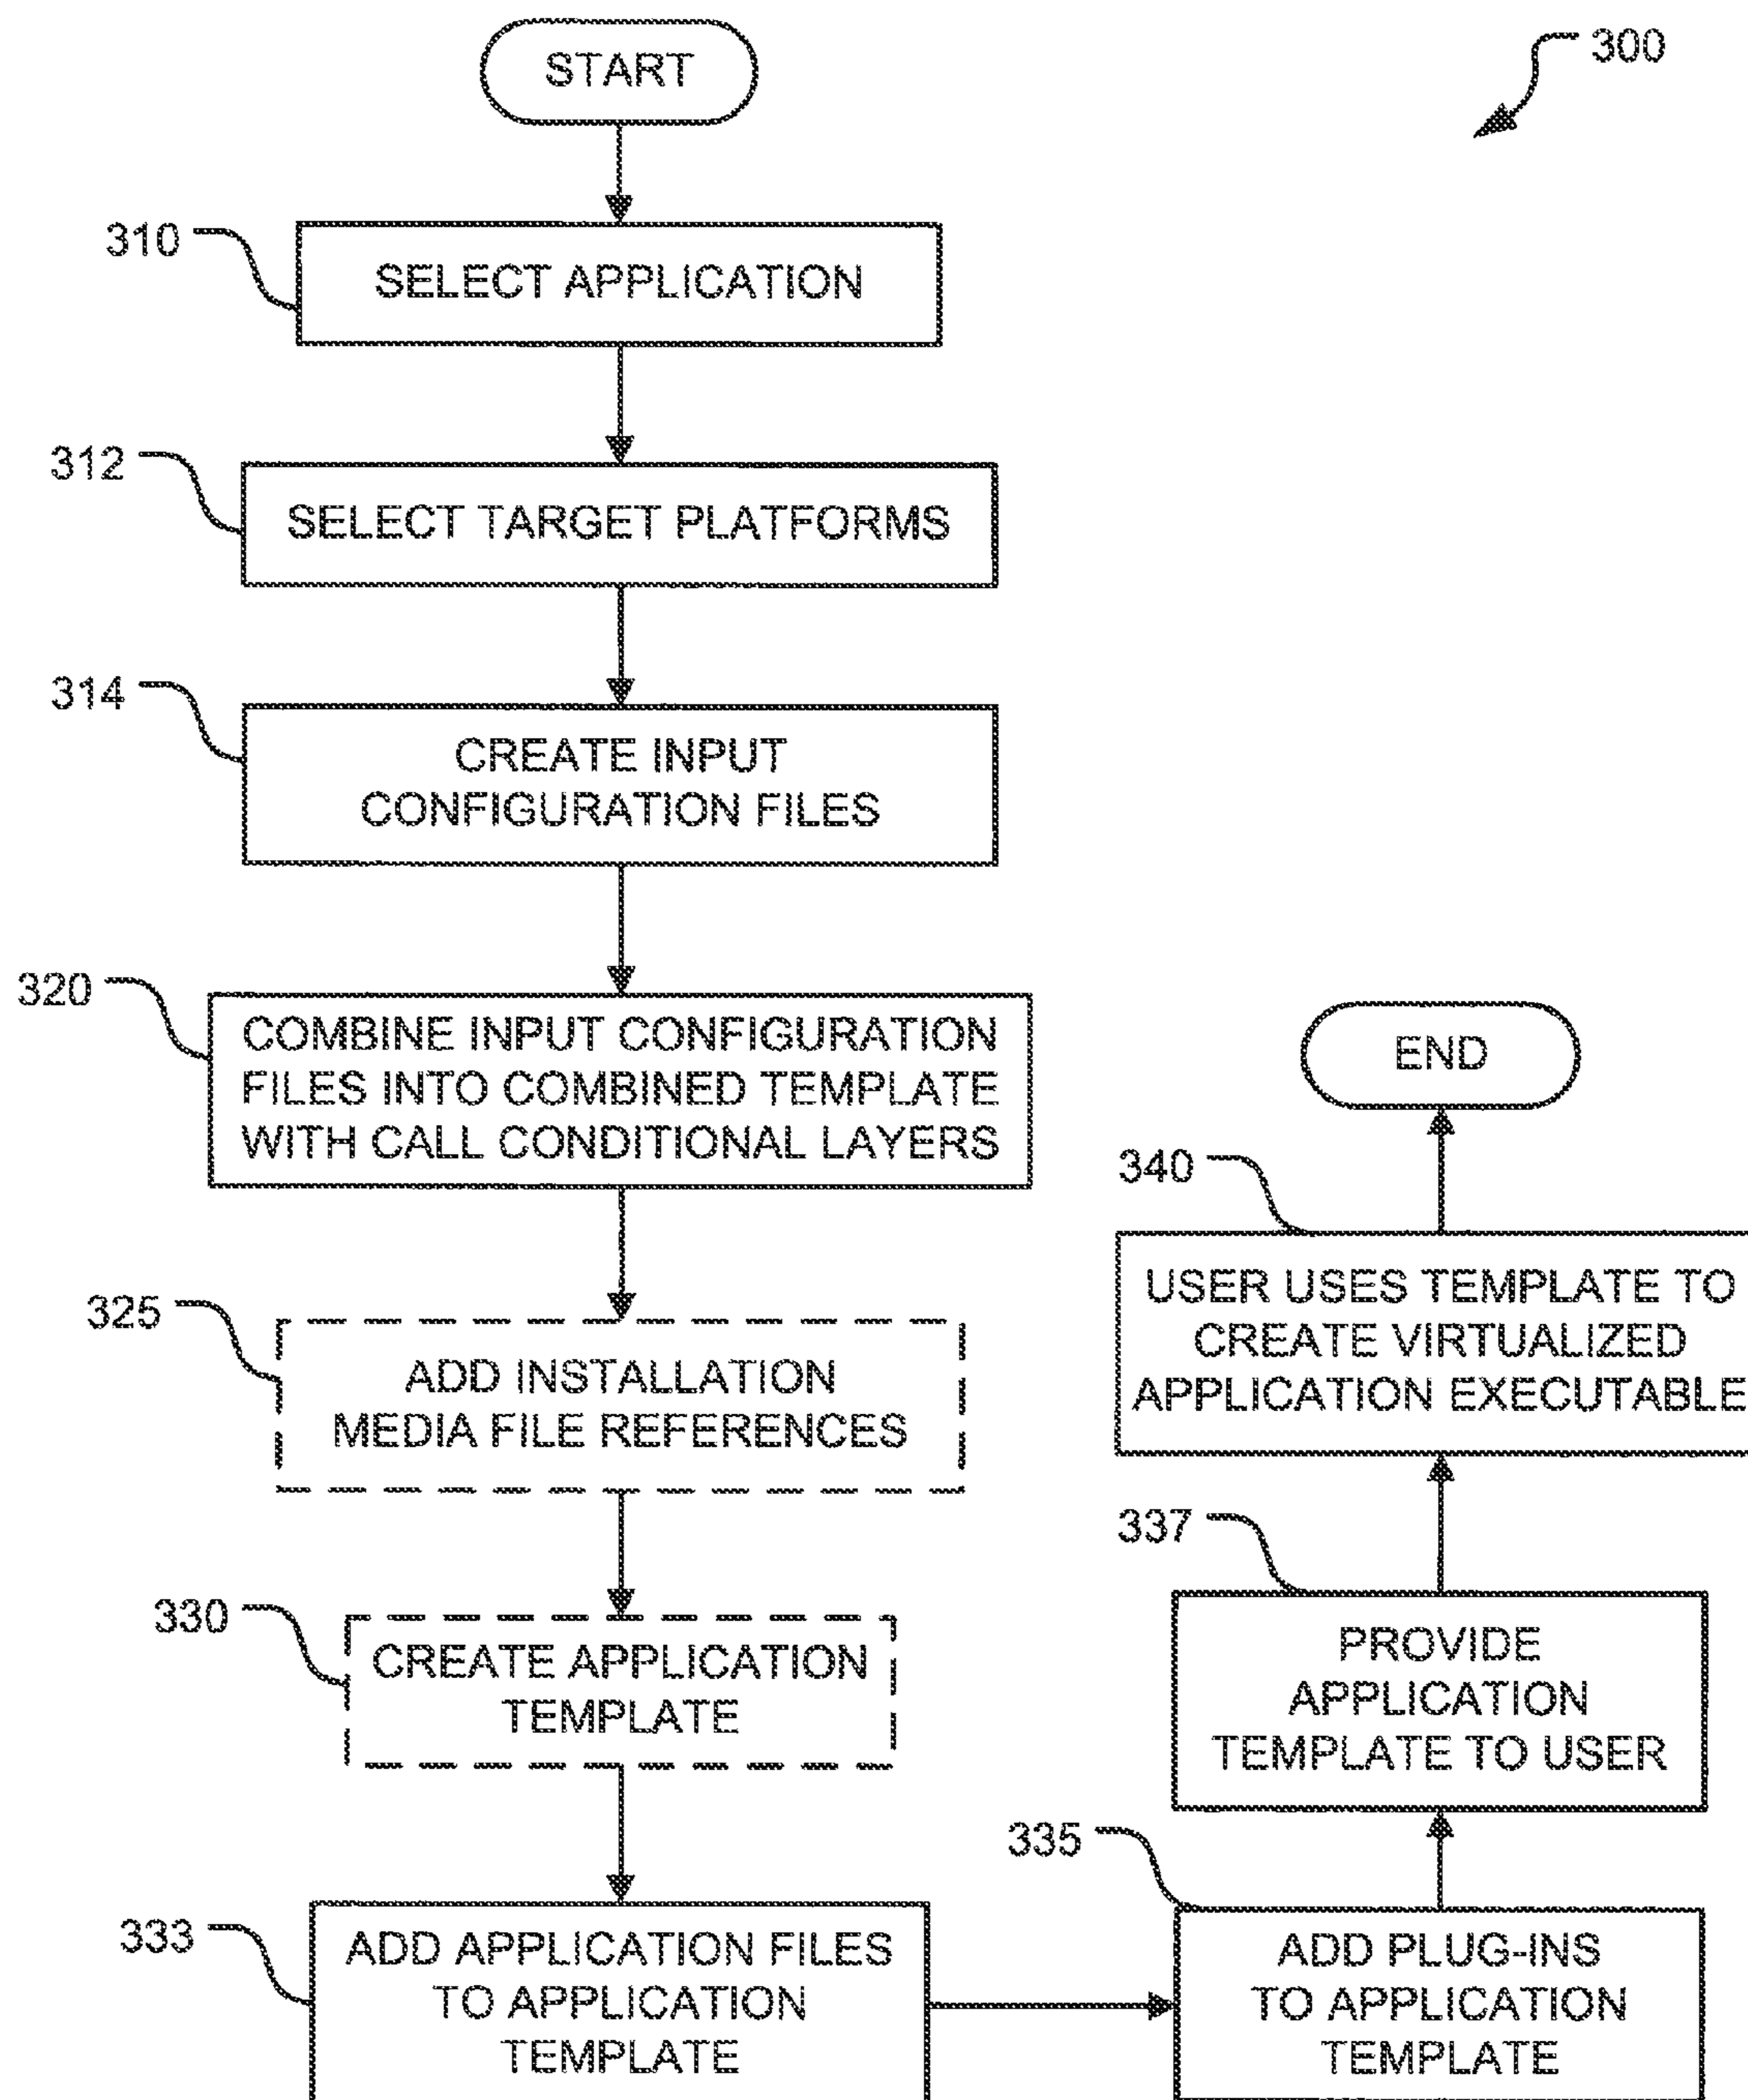 START
300
310
SELECT APPLICATION
312
SELECT TARGET PLATFORMS
314
CREATE INPUT
CONFIGURATION FILES
320
COMBINE INPUT CONFIGURATION
FILES INTO COMBINED TEMPLATE
WITH CALL CONDITIONAL LAYERS
325
ADD INSTALLATION
MEDIA FILE REFERENCES
330
CREATE APPLICATION
TEMPLATE
333
ADD APPLICATION FILES
TO APPLICATION
TEMPLATE
335
ADD PLUG-INS
TO APPLICATION
TEMPLATE
337
PROVIDE
APPLICATION
TEMPLATE TO USER
340
USER USES TEMPLATE TO
CREATE VIRTUALIZED
APPLICATION EXECUTABLE
END